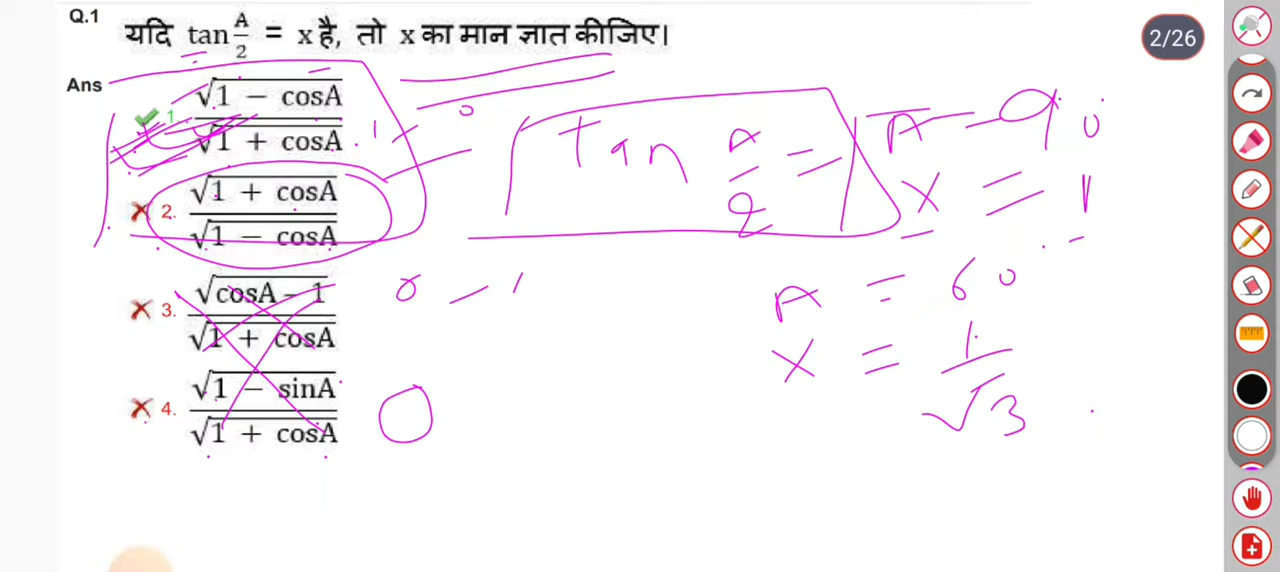 Q.1
यदि tan A/2 = x है, तो x का मान ज्ञात कीजिए।
2/26
Ans
1. √1 − cosA / √1 + cosA
2. √1 + cosA / √1 − cosA
3. √cosA − 1 / √1 + cosA
4. √1 − sinA / √1 + cosA
tan A/2 =
A = 90
x = 1
A = 60
x = 1/√3